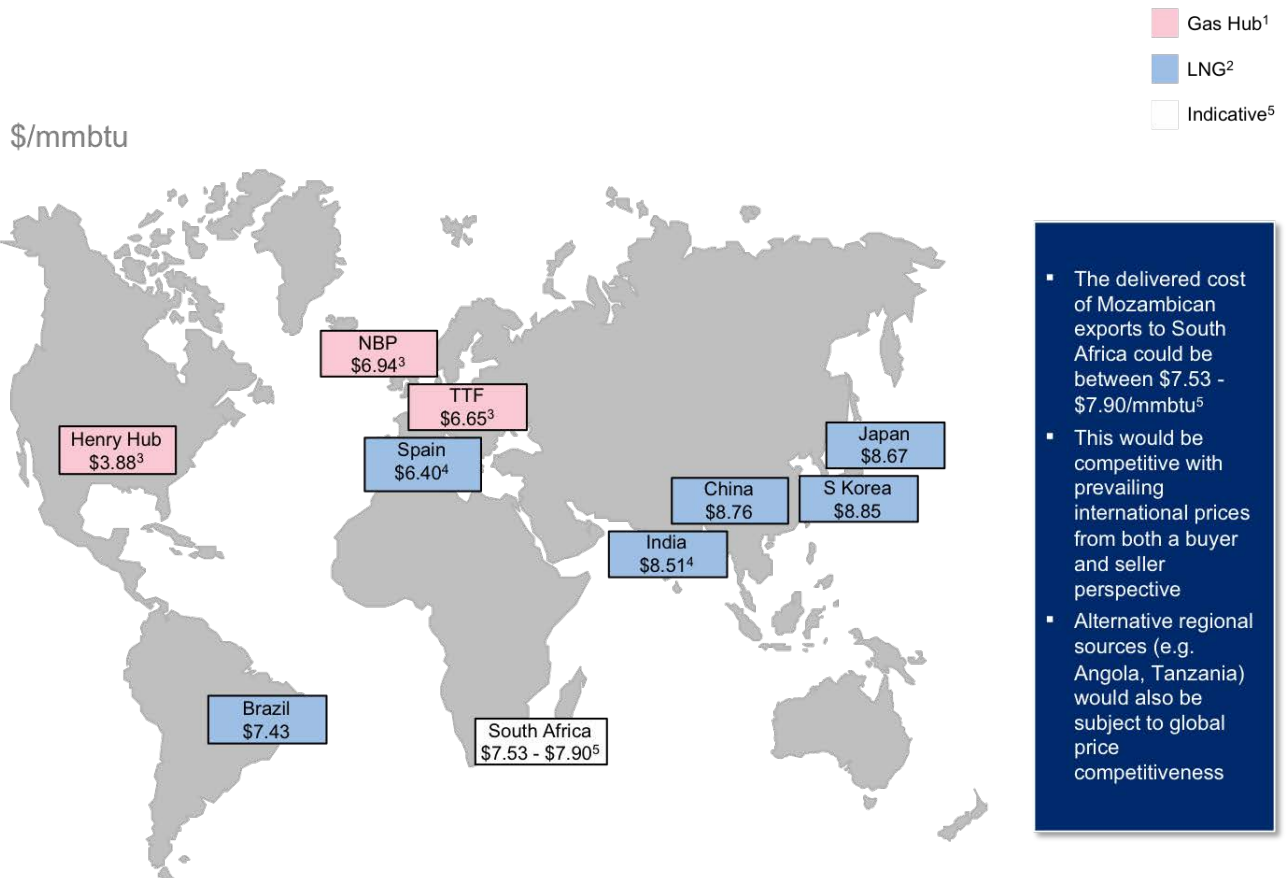 Gas Hub¹
LNG²
Indicative⁵
$/mmbtu
NBP
$6.94³
TTF
$6.65³
Henry Hub
$3.88³
Spain
$6.40⁴
Japan
$8.67
China
$8.76
S Korea
$8.85
India
$8.51⁴
Brazil
$7.43
South Africa
$7.53 - $7.90⁵
▪ The delivered cost
of Mozambican
exports to South
Africa could be
between $7.53 -
$7.90/mmbtu⁵
▪ This would be
competitive with
prevailing
international prices
from both a buyer
and seller
perspective
▪ Alternative regional
sources (e.g.
Angola, Tanzania)
would also be
subject to global
price
competitiveness